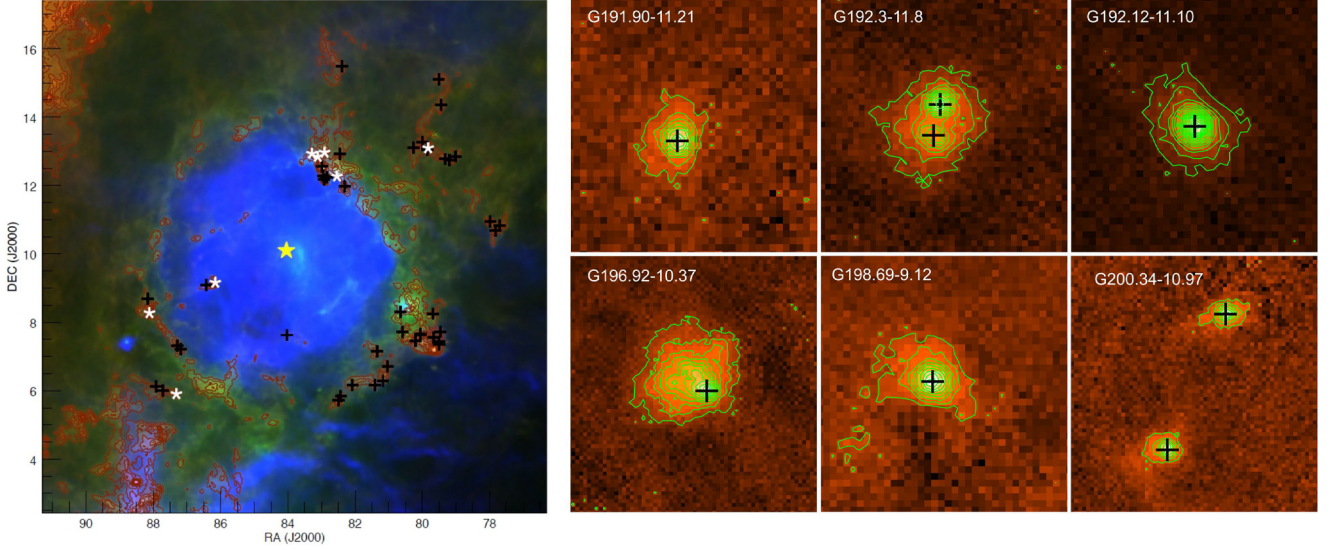 16
14
12
10
8
6
4
DEC (J2000)
90 88 86 84 82 80 78
RA (J2000)
G191.90-11.21
G192.3-11.8
G192.12-11.10
G196.92-10.37
G198.69-9.12
G200.34-10.97